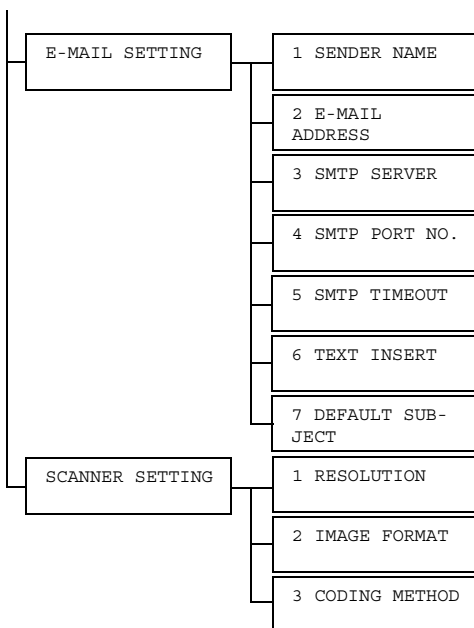 E-MAIL SETTING
1 SENDER NAME
2 E-MAIL
ADDRESS
3 SMTP SERVER
4 SMTP PORT NO.
5 SMTP TIMEOUT
6 TEXT INSERT
7 DEFAULT SUB-
JECT
SCANNER SETTING
1 RESOLUTION
2 IMAGE FORMAT
3 CODING METHOD